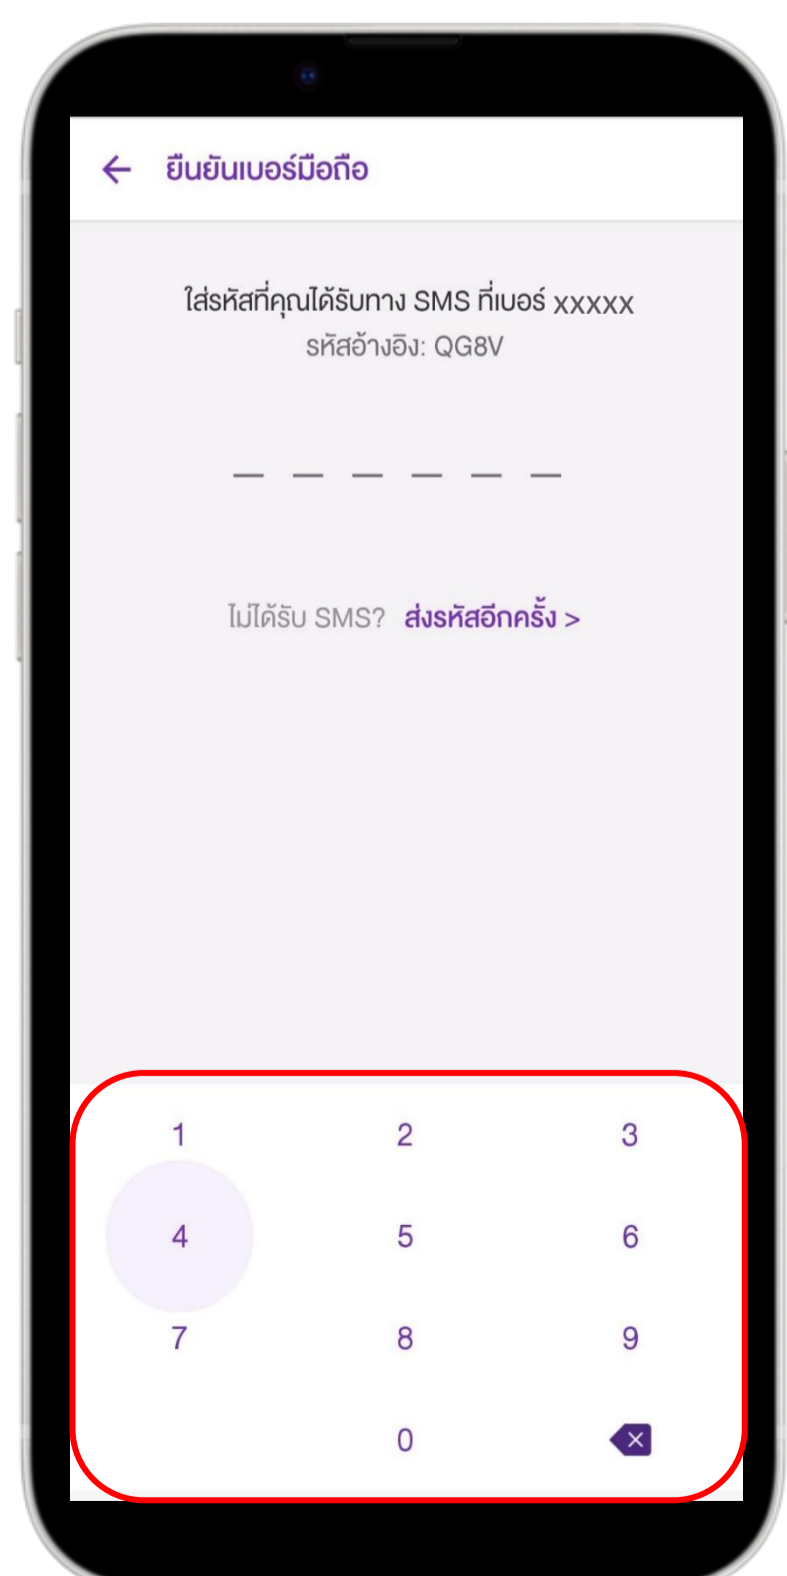 ← ยืนยันเบอร์มือถือ
ใส่รหัสที่คุณได้รับทาง SMS ที่เบอร์ xxxxx
รหัสอ้างอิง: QG8V
_ _ _ _ _ _
ไม่ได้รับ SMS? ส่งรหัสอีกครั้ง >
1 2 3
4 5 6
7 8 9
0